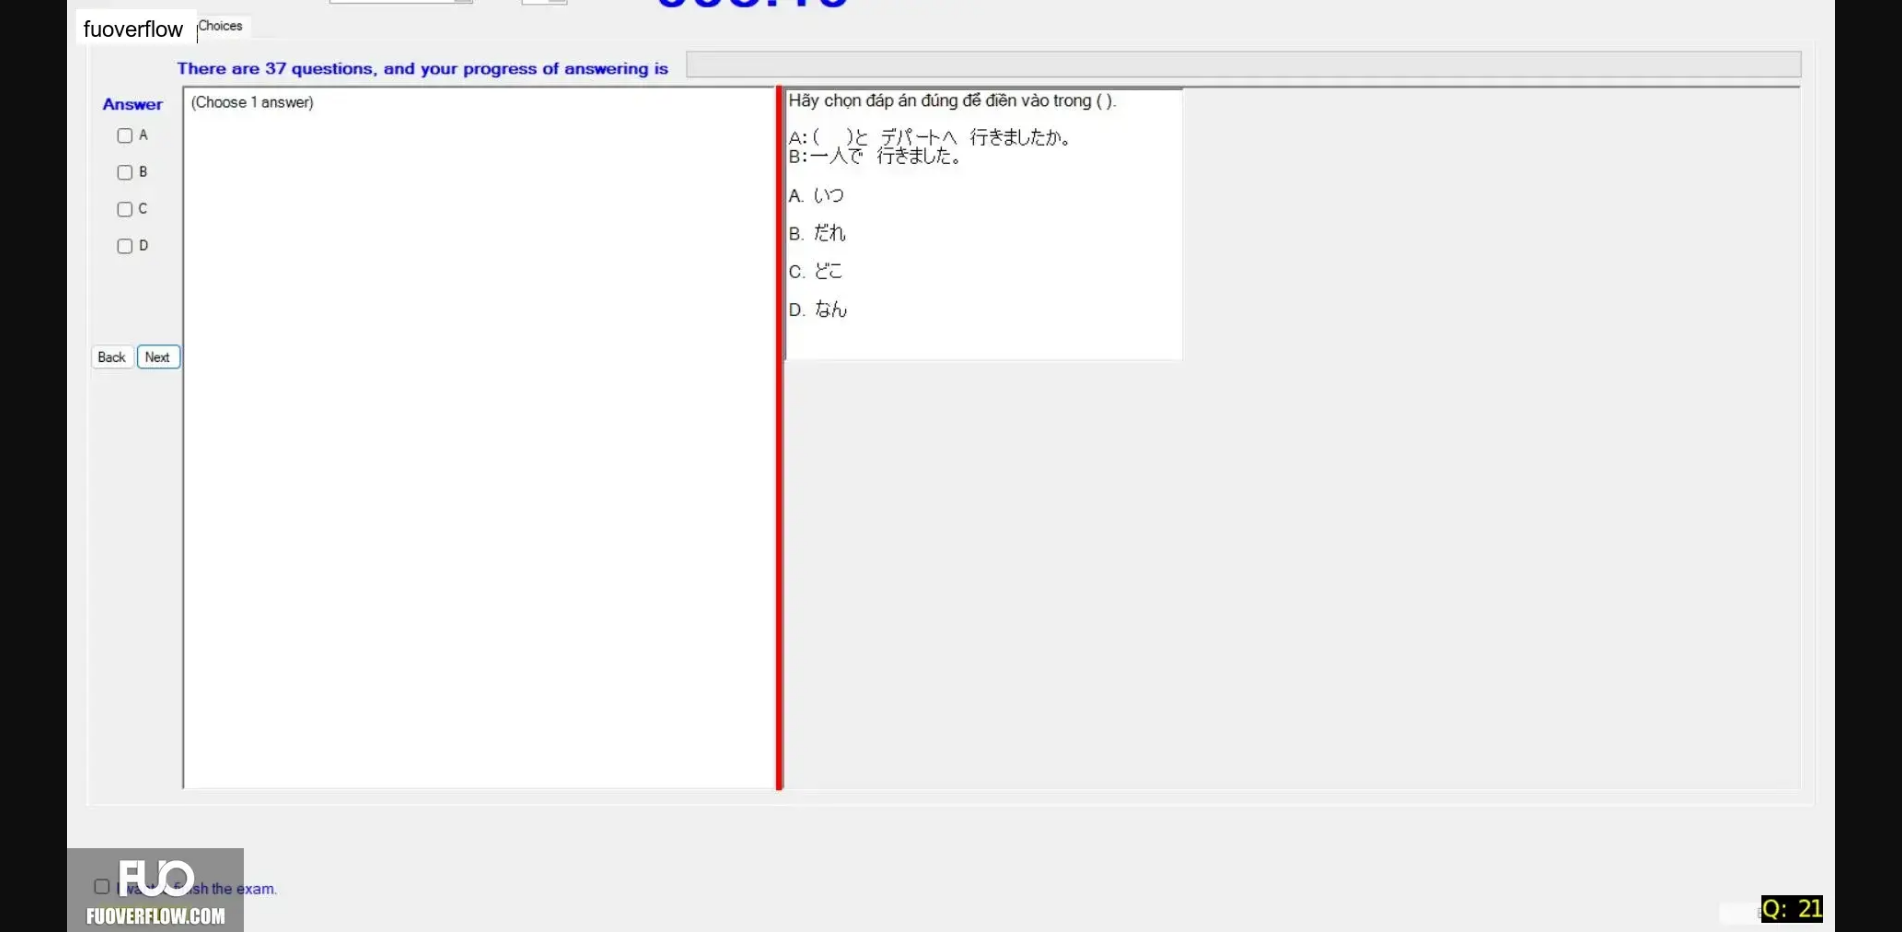 fuoverflow
Choices
There are 37 questions, and your progress of answering is
Answer
(Choose 1 answer)
A
B
C
D
Back
Next
Hãy chọn đáp án đúng để điền vào trong ( ).
A:(　)と デパートへ 行きましたか。
B:一人で 行きました。
A. いつ
B. だれ
C. どこ
D. なん
FUO
the exam.
FUOVERFLOW.COM
Q: 21